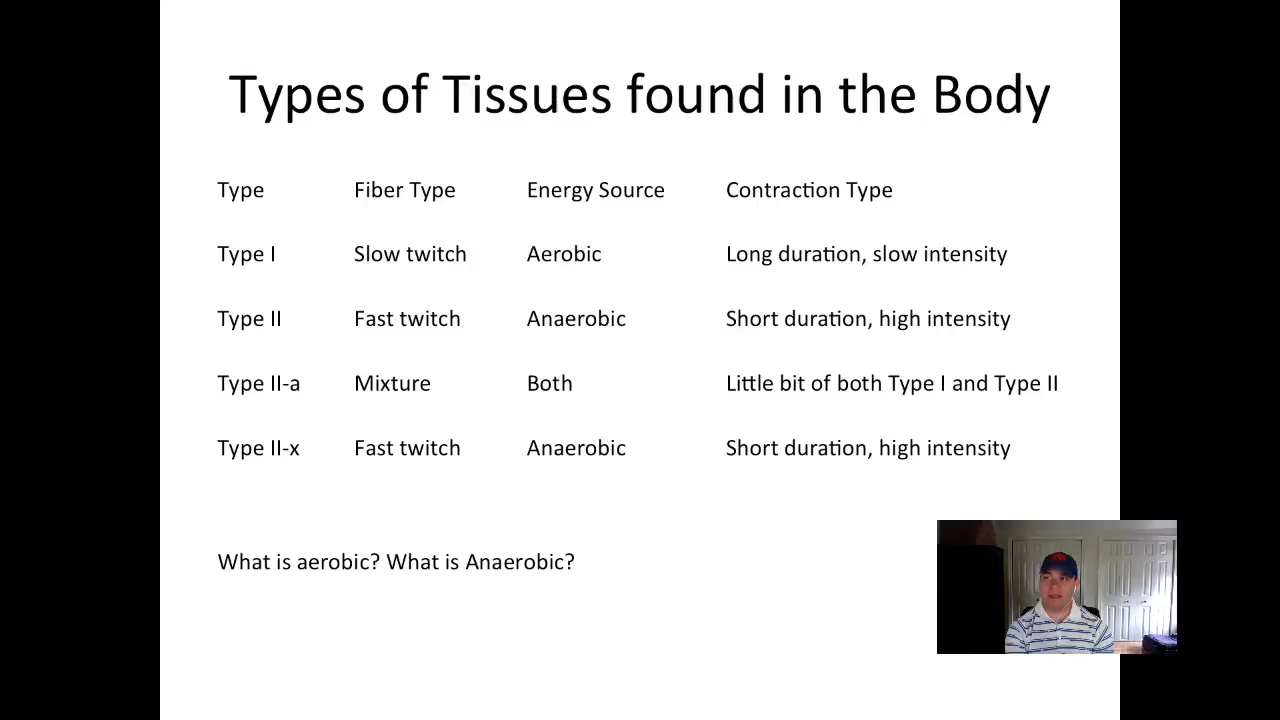 Types of Tissues found in the Body
Type Fiber Type Energy Source Contraction Type
Type I Slow twitch Aerobic Long duration, slow intensity
Type II Fast twitch Anaerobic Short duration, high intensity
Type II-a Mixture Both Little bit of both Type I and Type II
Type II-x Fast twitch Anaerobic Short duration, high intensity
What is aerobic? What is Anaerobic?